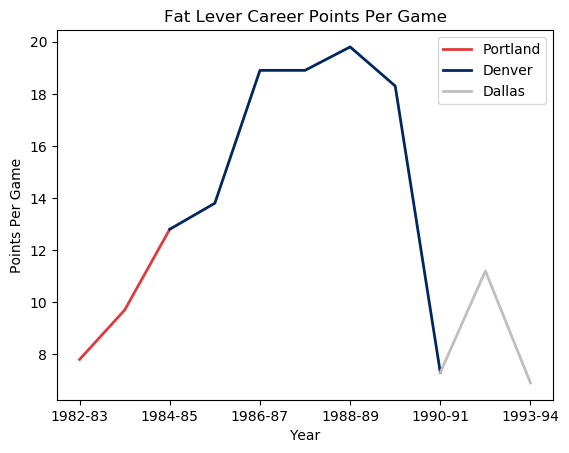 Fat Lever Career Points Per Game
Portland
Denver
Dallas
Points Per Game
20
18
16
14
12
10
8
1982-83 1984-85 1986-87 1988-89 1990-91 1993-94
Year